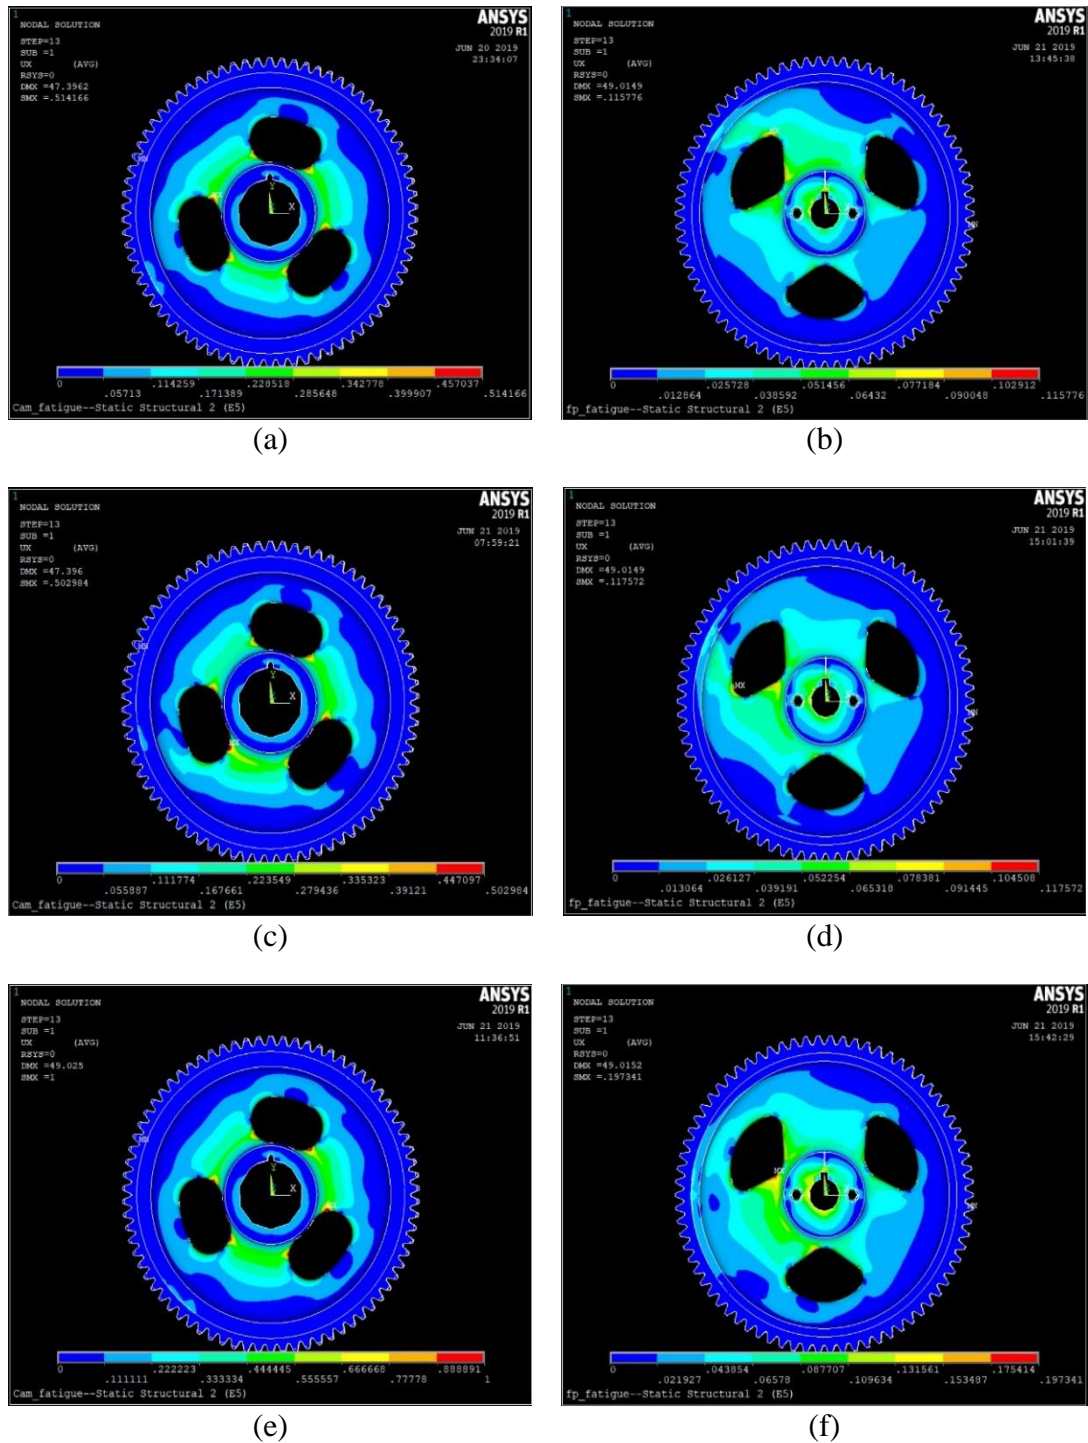 1
NODAL SOLUTION
STEP=13
SUB =1
UX (AVG)
RSYS=0
DMX=47.3962
SMX=.514166
ANSYS
2019 R1
JUN 20 2019
23:34:07
MN
MX
Y
X
0 .114259 .228518 .342778 .457037
.05713 .171389 .285648 .399907 .514166
Cam_fatigue--Static Structural 2 (E5)
(a)
1
NODAL SOLUTION
STEP=13
SUB =1
UX (AVG)
RSYS=0
DMX=49.0149
SMX=.115776
ANSYS
2019 R1
JUN 21 2019
13:45:38
MX
MN
0 .025728 .051456 .077184 .102912
.012864 .038592 .06432 .090048 .115776
fp_fatigue--Static Structural 2 (E5)
(b)
1
NODAL SOLUTION
STEP=13
SUB =1
UX (AVG)
RSYS=0
DMX=47.396
SMX=.502984
ANSYS
2019 R1
JUN 21 2019
07:59:21
MN
Y
X
MX
0 .111774 .223549 .335323 .447097
.055887 .167661 .279436 .39121 .502984
Cam_fatigue--Static Structural 2 (E5)
(c)
1
NODAL SOLUTION
STEP=13
SUB =1
UX (AVG)
RSYS=0
DMX=49.0149
SMX=.117572
ANSYS
2019 R1
JUN 21 2019
15:01:39
MX
MN
0 .026127 .052254 .078381 .104508
.013064 .039191 .065318 .091445 .117572
fp_fatigue--Static Structural 2 (E5)
(d)
1
NODAL SOLUTION
STEP=13
SUB =1
UX (AVG)
RSYS=0
DMX=49.025
SMX=1
ANSYS
2019 R1
JUN 21 2019
11:36:51
MN
Y
X
MX
0 .222223 .444445 .666668 .888891
.111111 .333334 .555557 .77778 1
Cam_fatigue--Static Structural 2 (E5)
(e)
1
NODAL SOLUTION
STEP=13
SUB =1
UX (AVG)
RSYS=0
DMX=49.0152
SMX=.197341
ANSYS
2019 R1
JUN 21 2019
15:42:29
MX
MN
0 .043854 .087707 .131561 .175414
.021927 .06578 .109634 .153487 .197341
fp_fatigue--Static Structural 2 (E5)
(f)